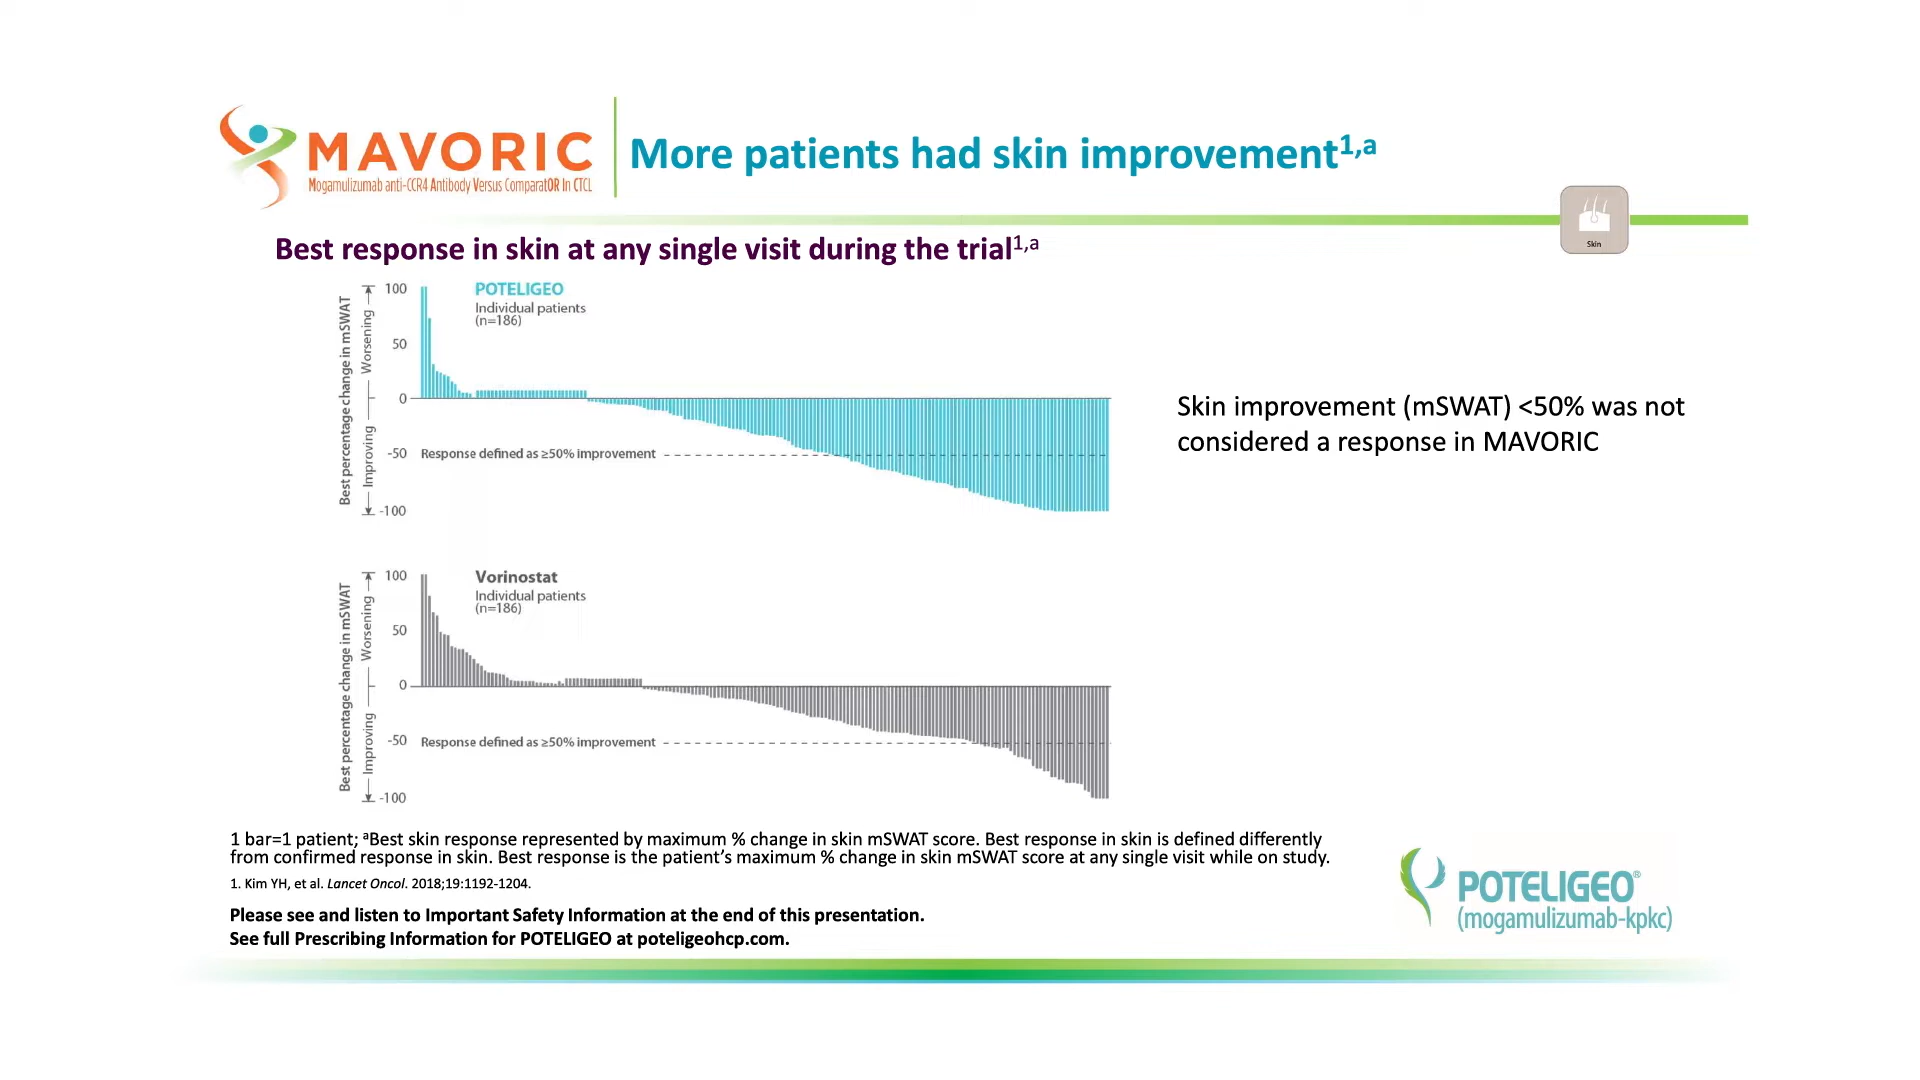 MAVORIC
Mogamulizumab anti-CCR4 Antibody Versus ComparatOR In CTCL
More patients had skin improvement1,a
Skin
Best response in skin at any single visit during the trial1,a
Best percentage change in mSWAT
Improving
Worsening
100
50
0
-50
-100
POTELIGEO
Individual patients
(n=186)
Response defined as ≥50% improvement
Skin improvement (mSWAT) <50% was not
considered a response in MAVORIC
Best percentage change in mSWAT
Improving
Worsening
100
50
0
-50
-100
Vorinostat
Individual patients
(n=186)
Response defined as ≥50% improvement
1 bar=1 patient; aBest skin response represented by maximum % change in skin mSWAT score. Best response in skin is defined differently
from confirmed response in skin. Best response is the patient’s maximum % change in skin mSWAT score at any single visit while on study.
1. Kim YH, et al. Lancet Oncol. 2018;19:1192-1204.
Please see and listen to Important Safety Information at the end of this presentation.
See full Prescribing Information for POTELIGEO at poteligeohcp.com.
POTELIGEO®
(mogamulizumab-kpkc)